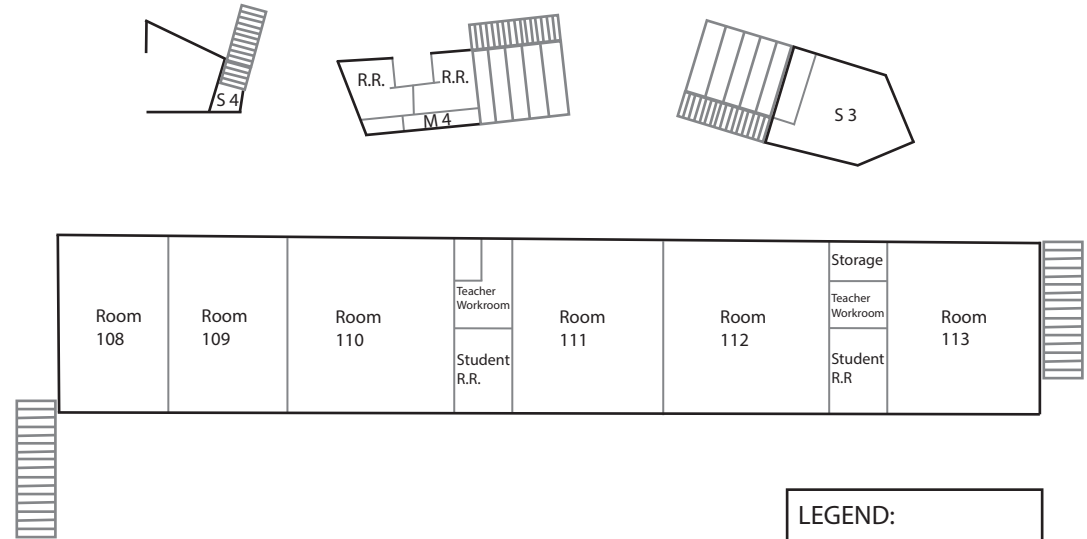 S 4
R.R.
R.R.
M 4
S 3
Room
108
Room
109
Room
110
Teacher
Workroom
Student
R.R.
Room
111
Room
112
Storage
Teacher
Workroom
Student
R.R
Room
113
LEGEND: